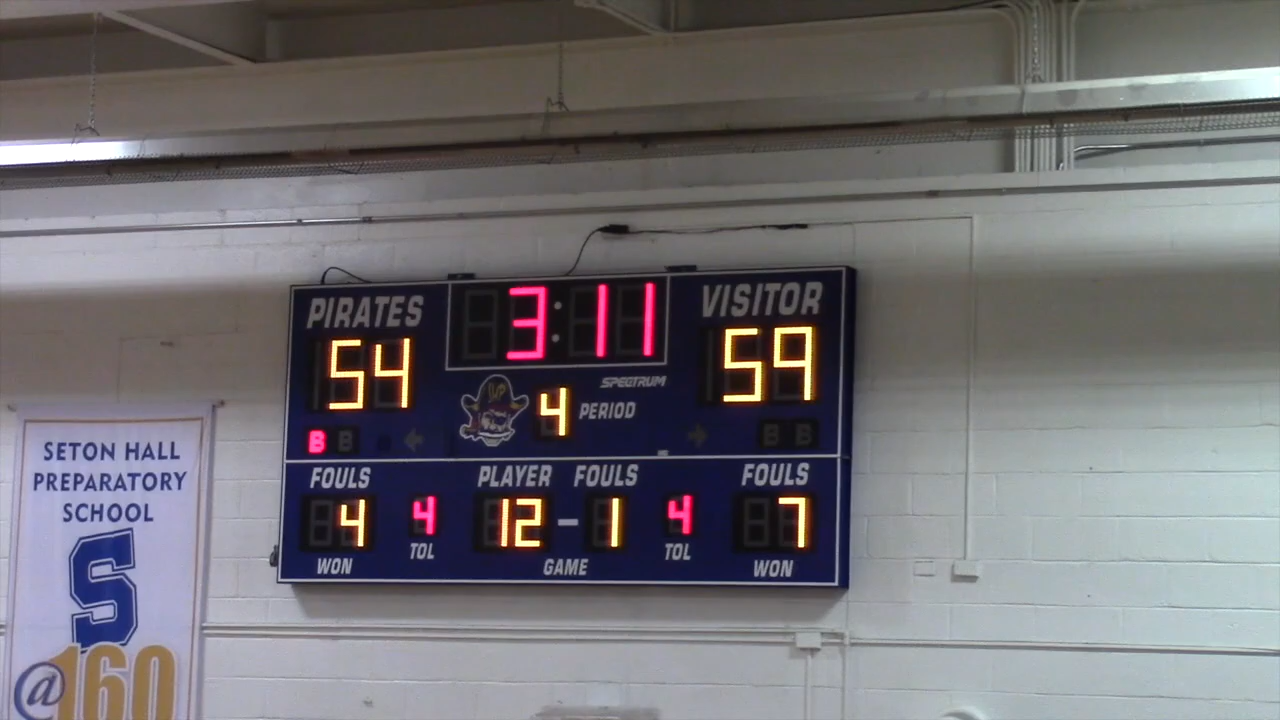 PIRATES 3:11 VISITOR
54 59
SPECTRUM
4 PERIOD
B B B B
FOULS PLAYER FOULS FOULS
4 4 12 - 1 4 7
TOL TOL
WON GAME WON
SETON HALL
PREPARATORY
SCHOOL
S
@160